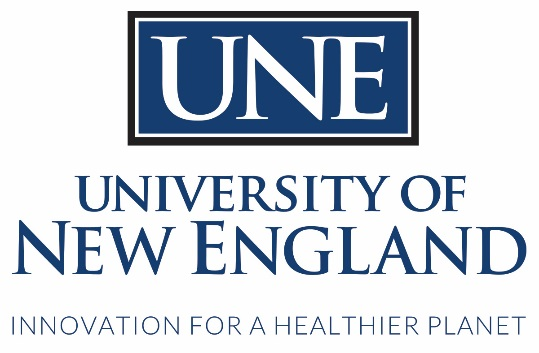 UNE
UNIVERSITY OF
NEW ENGLAND
INNOVATION FOR A HEALTHIER PLANET